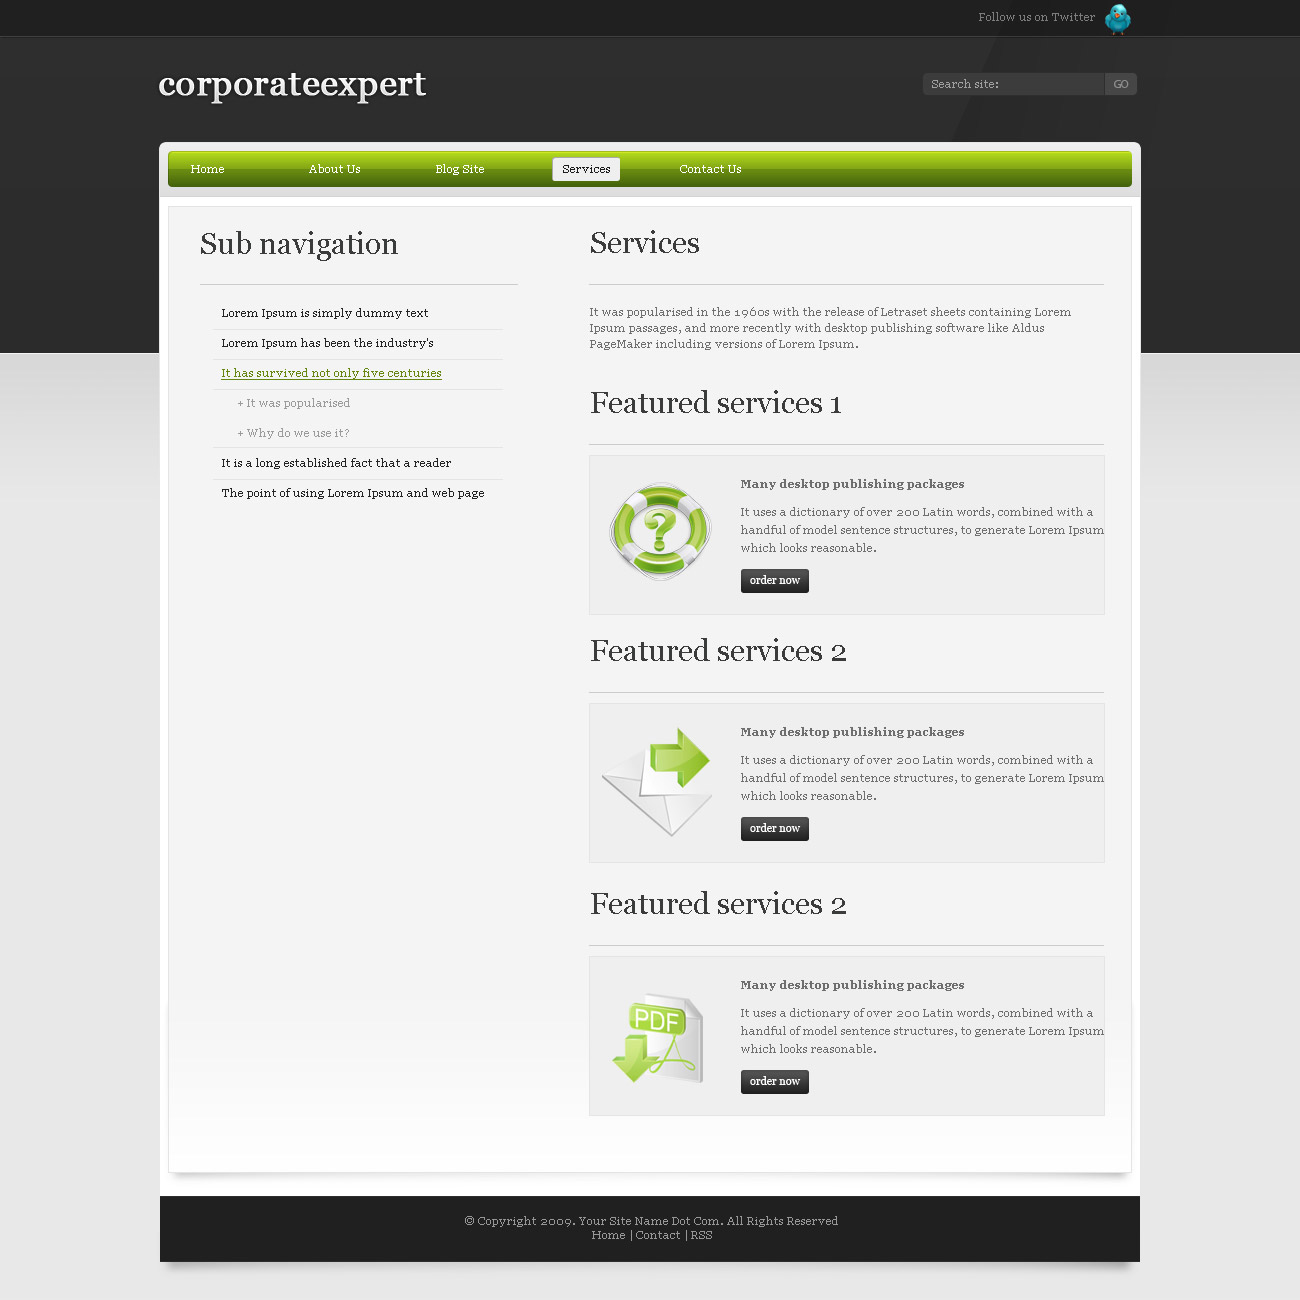 Follow us on Twitter
corporateexpert
Search site:
GO
Home
About Us
Blog Site
Services
Contact Us
Sub navigation
Lorem Ipsum is simply dummy text
Lorem Ipsum has been the industry's
It has survived not only five centuries
+ It was popularised
+ Why do we use it?
It is a long established fact that a reader
The point of using Lorem Ipsum and web page
Services
It was popularised in the 1960s with the release of Letraset sheets containing Lorem
Ipsum passages, and more recently with desktop publishing software like Aldus
PageMaker including versions of Lorem Ipsum.
Featured services 1
?
Many desktop publishing packages
It uses a dictionary of over 200 Latin words, combined with a
handful of model sentence structures, to generate Lorem Ipsum
which looks reasonable.
order now
Featured services 2
Many desktop publishing packages
It uses a dictionary of over 200 Latin words, combined with a
handful of model sentence structures, to generate Lorem Ipsum
which looks reasonable.
order now
Featured services 2
PDF
Many desktop publishing packages
It uses a dictionary of over 200 Latin words, combined with a
handful of model sentence structures, to generate Lorem Ipsum
which looks reasonable.
order now
© Copyright 2009. Your Site Name Dot Com. All Rights Reserved
Home | Contact | RSS